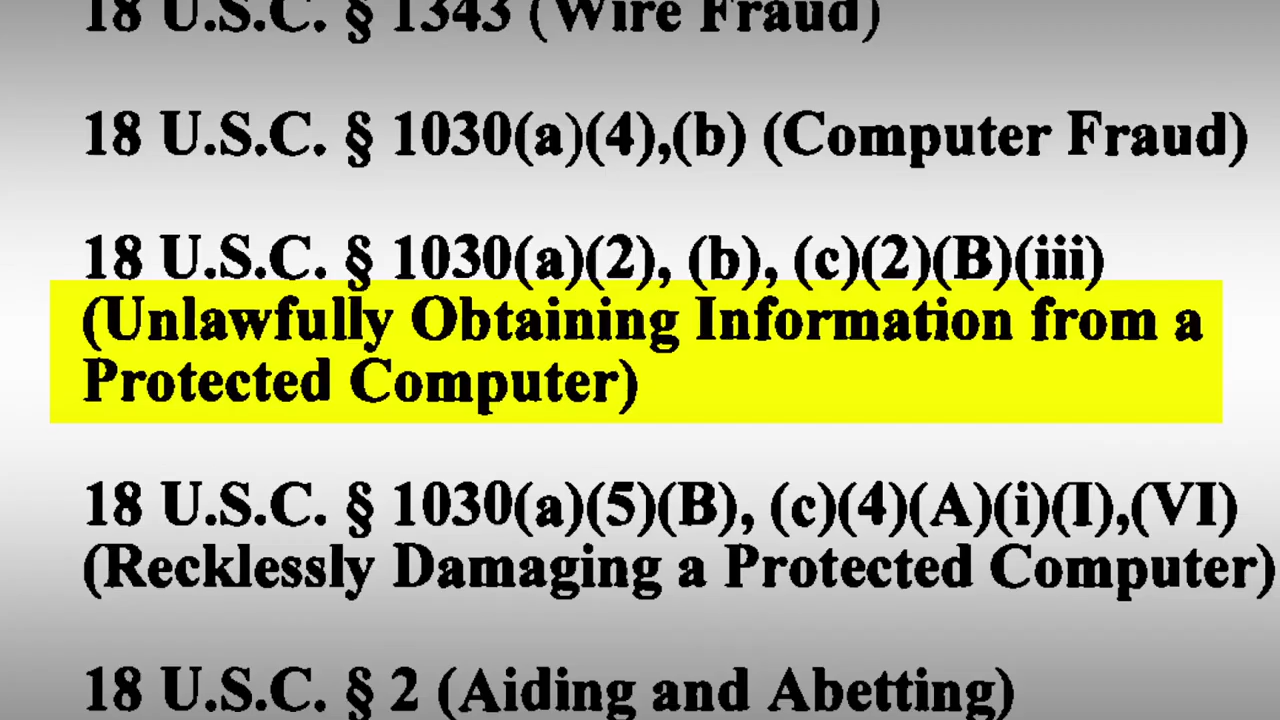 18 U.S.C. § 1343 (Wire Fraud)
18 U.S.C. § 1030(a)(4),(b) (Computer Fraud)
18 U.S.C. § 1030(a)(2), (b), (c)(2)(B)(iii)
(Unlawfully Obtaining Information from a
Protected Computer)
18 U.S.C. § 1030(a)(5)(B), (c)(4)(A)(i)(I),(VI)
(Recklessly Damaging a Protected Computer)
18 U.S.C. § 2 (Aiding and Abetting)